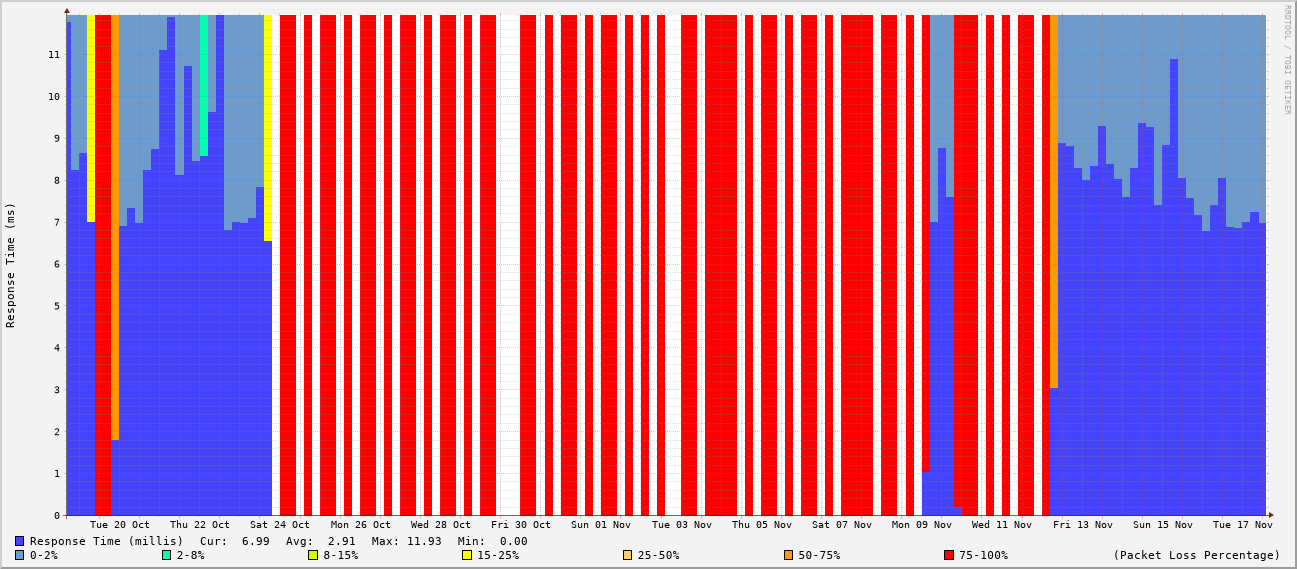 RRDTOOL / TOBI OETIKER
Response Time (ms)
11
10
9
8
7
6
5
4
3
2
1
0
Tue 20 Oct Thu 22 Oct Sat 24 Oct Mon 26 Oct Wed 28 Oct Fri 30 Oct Sun 01 Nov Tue 03 Nov Thu 05 Nov Sat 07 Nov Mon 09 Nov Wed 11 Nov Fri 13 Nov Sun 15 Nov Tue 17 Nov
Response Time (millis) Cur: 6.99 Avg: 2.91 Max: 11.93 Min: 0.00
0-2% 2-8% 8-15% 15-25% 25-50% 50-75% 75-100% (Packet Loss Percentage)